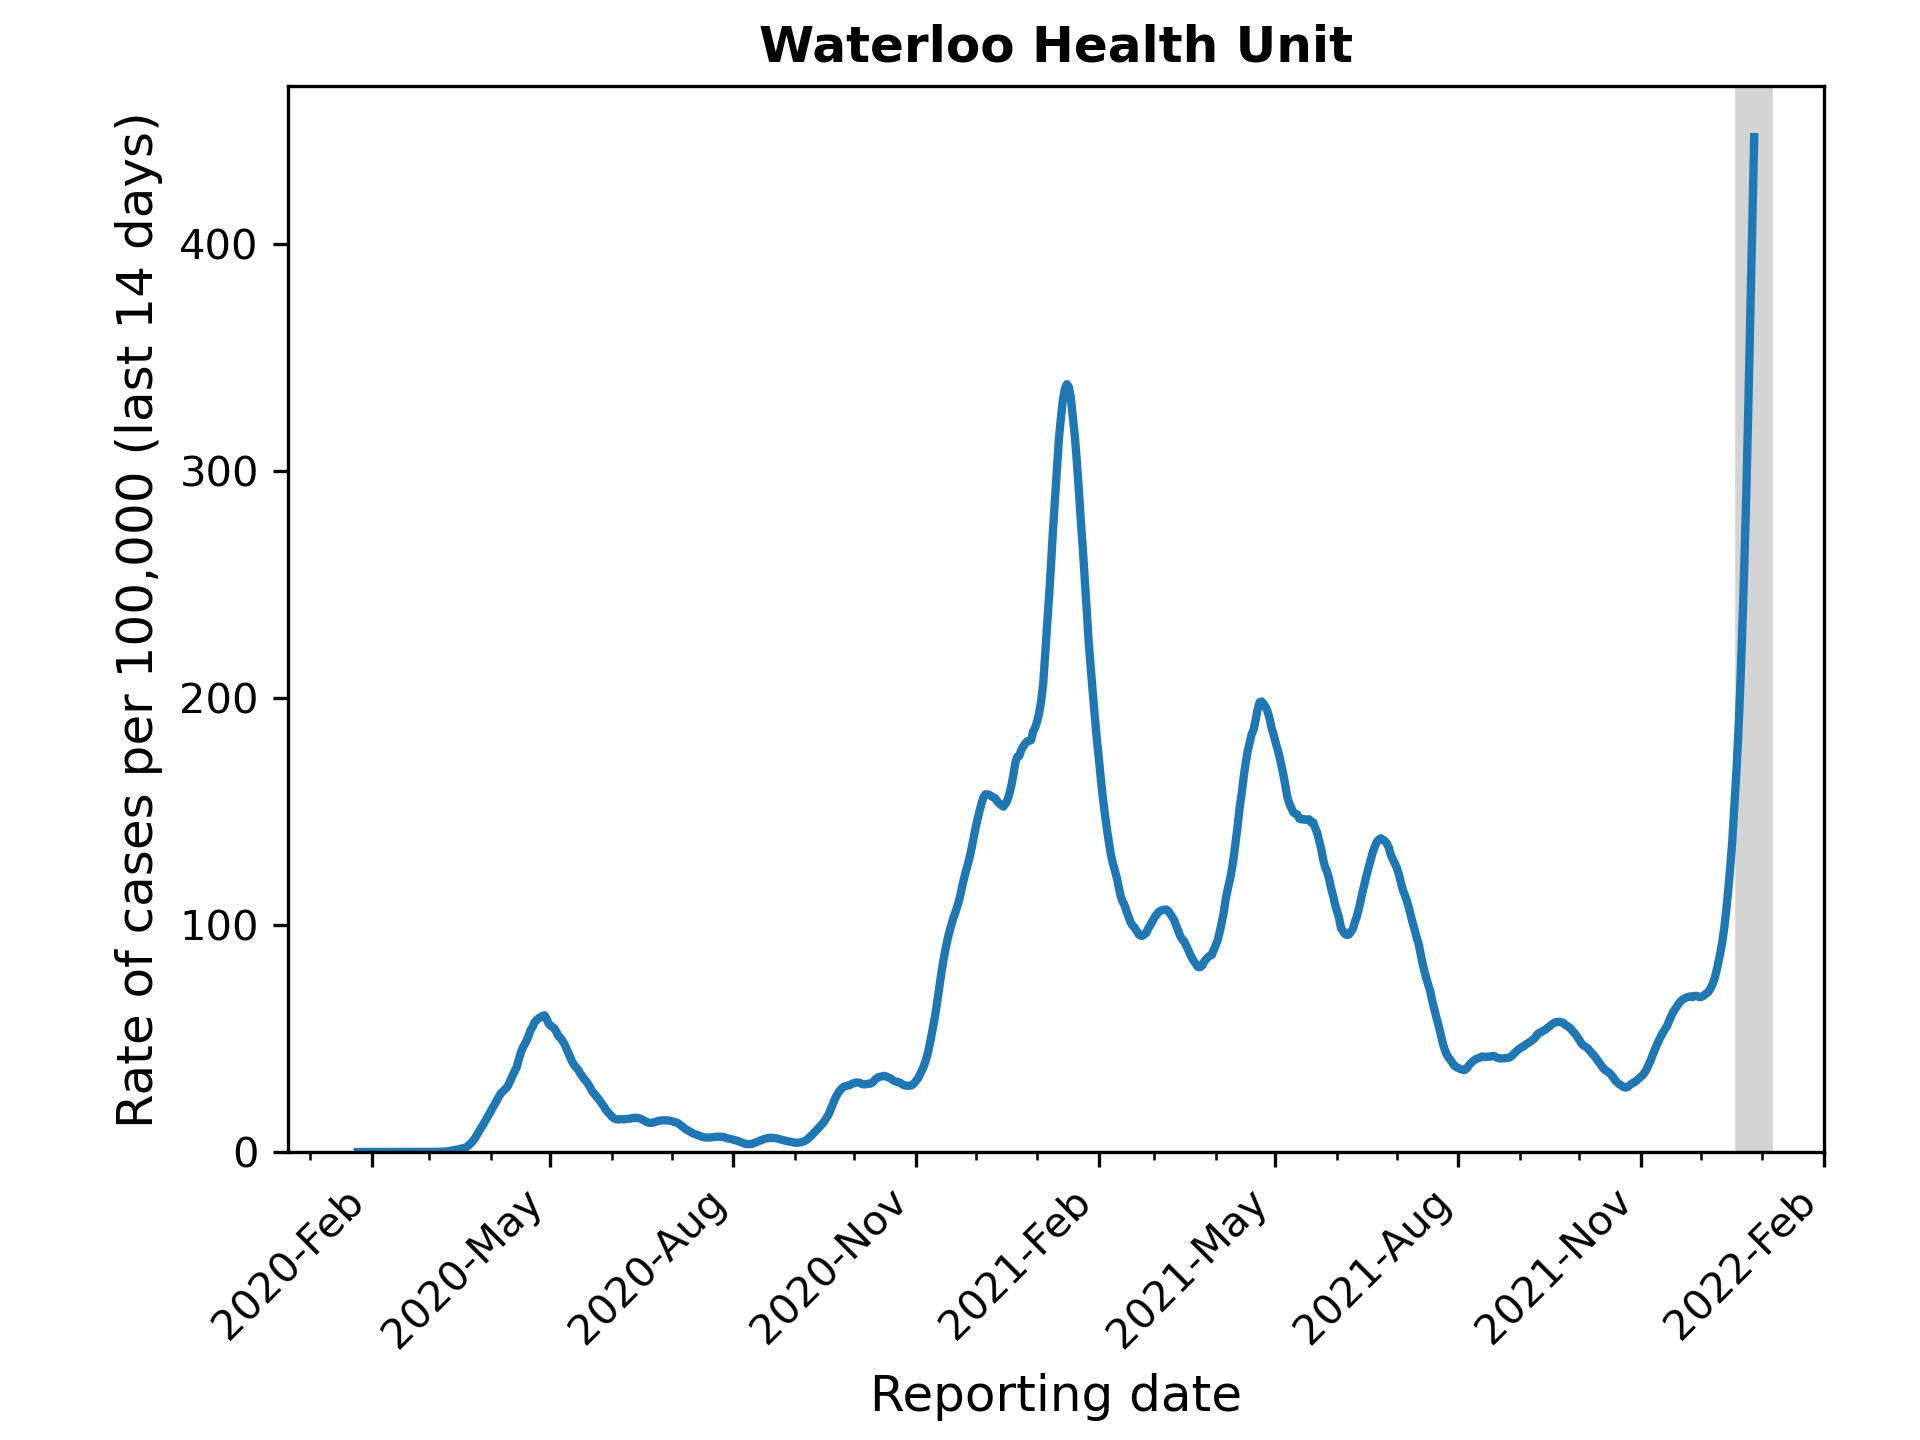 Waterloo Health Unit
Rate of cases per 100,000 (last 14 days)
400
300
200
100
0
2020-Feb
2020-May
2020-Aug
2020-Nov
2021-Feb
2021-May
2021-Aug
2021-Nov
2022-Feb
Reporting date